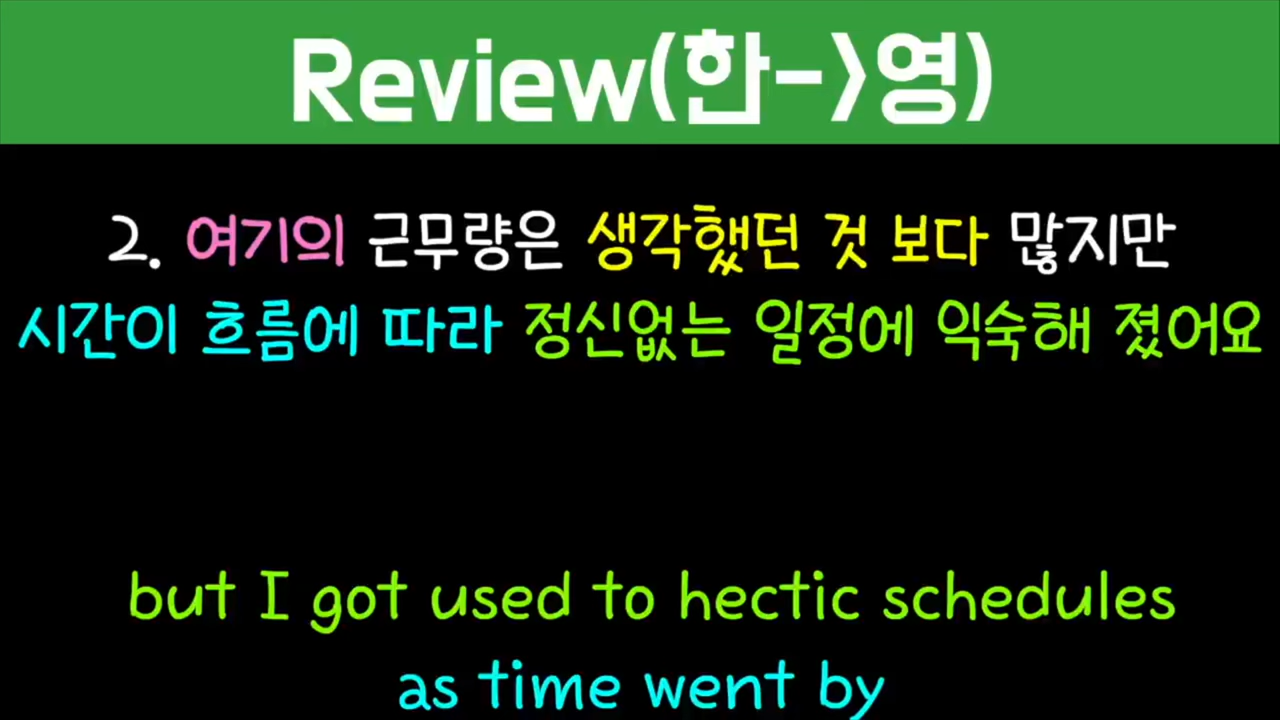 Review(한->영)
2. 여기의 근무량은 생각했던 것 보다 많지만
시간이 흐름에 따라 정신없는 일정에 익숙해 졌어요
but I got used to hectic schedules
as time went by